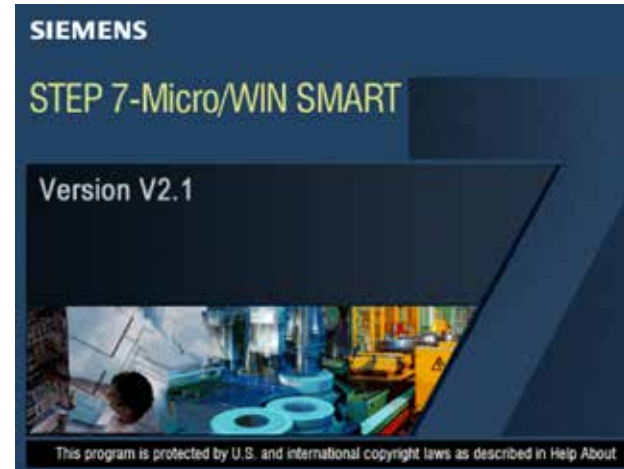 SIEMENS
STEP 7-Micro/WIN SMART
Version V2.1
This program is protected by U.S. and international copyright laws as described in Help About